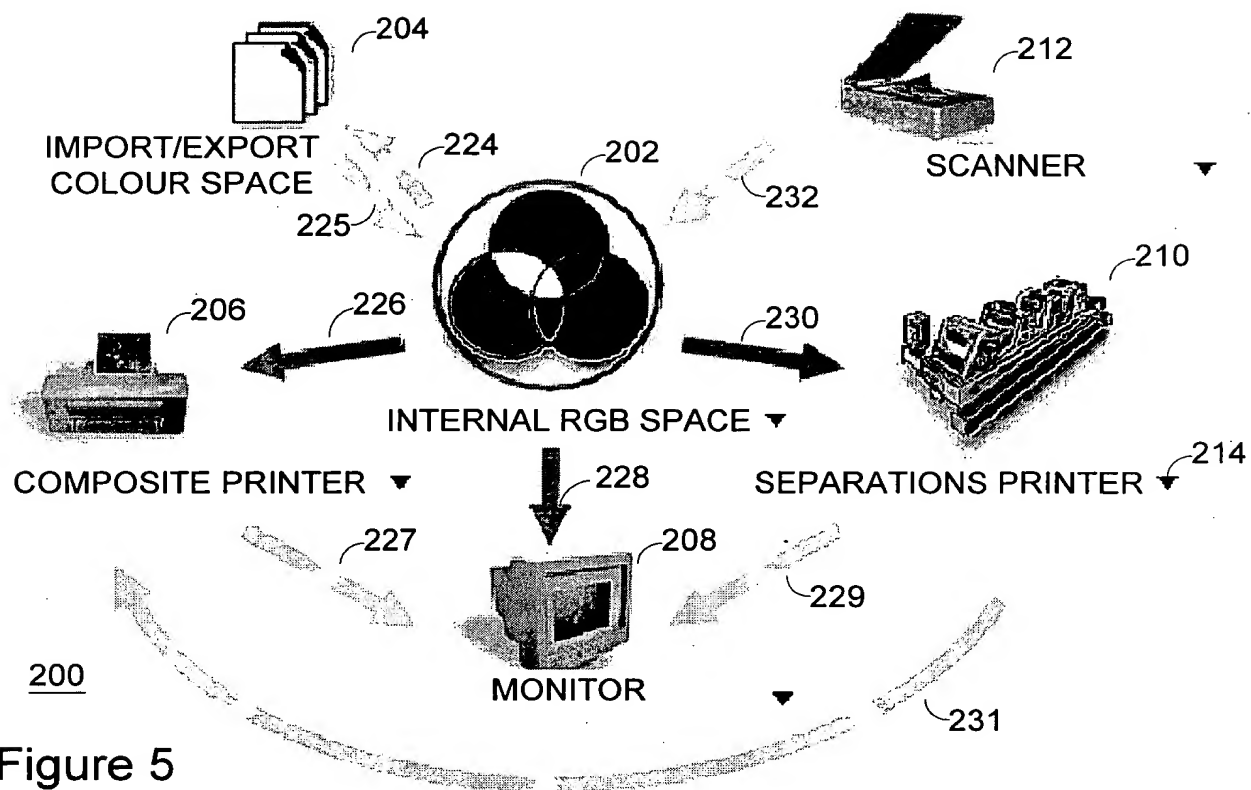 204
212
IMPORT/EXPORT
COLOUR SPACE
224
202
SCANNER
225
232
210
206
226
230
INTERNAL RGB SPACE
COMPOSITE PRINTER
228
SEPARATIONS PRINTER
214
227
208
229
200
MONITOR
231
Figure 5